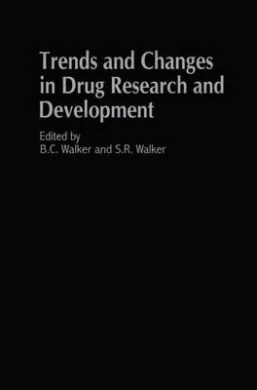 Trends and Changes
in Drug Research and
Development
Edited by
B.C. Walker and S.R. Walker